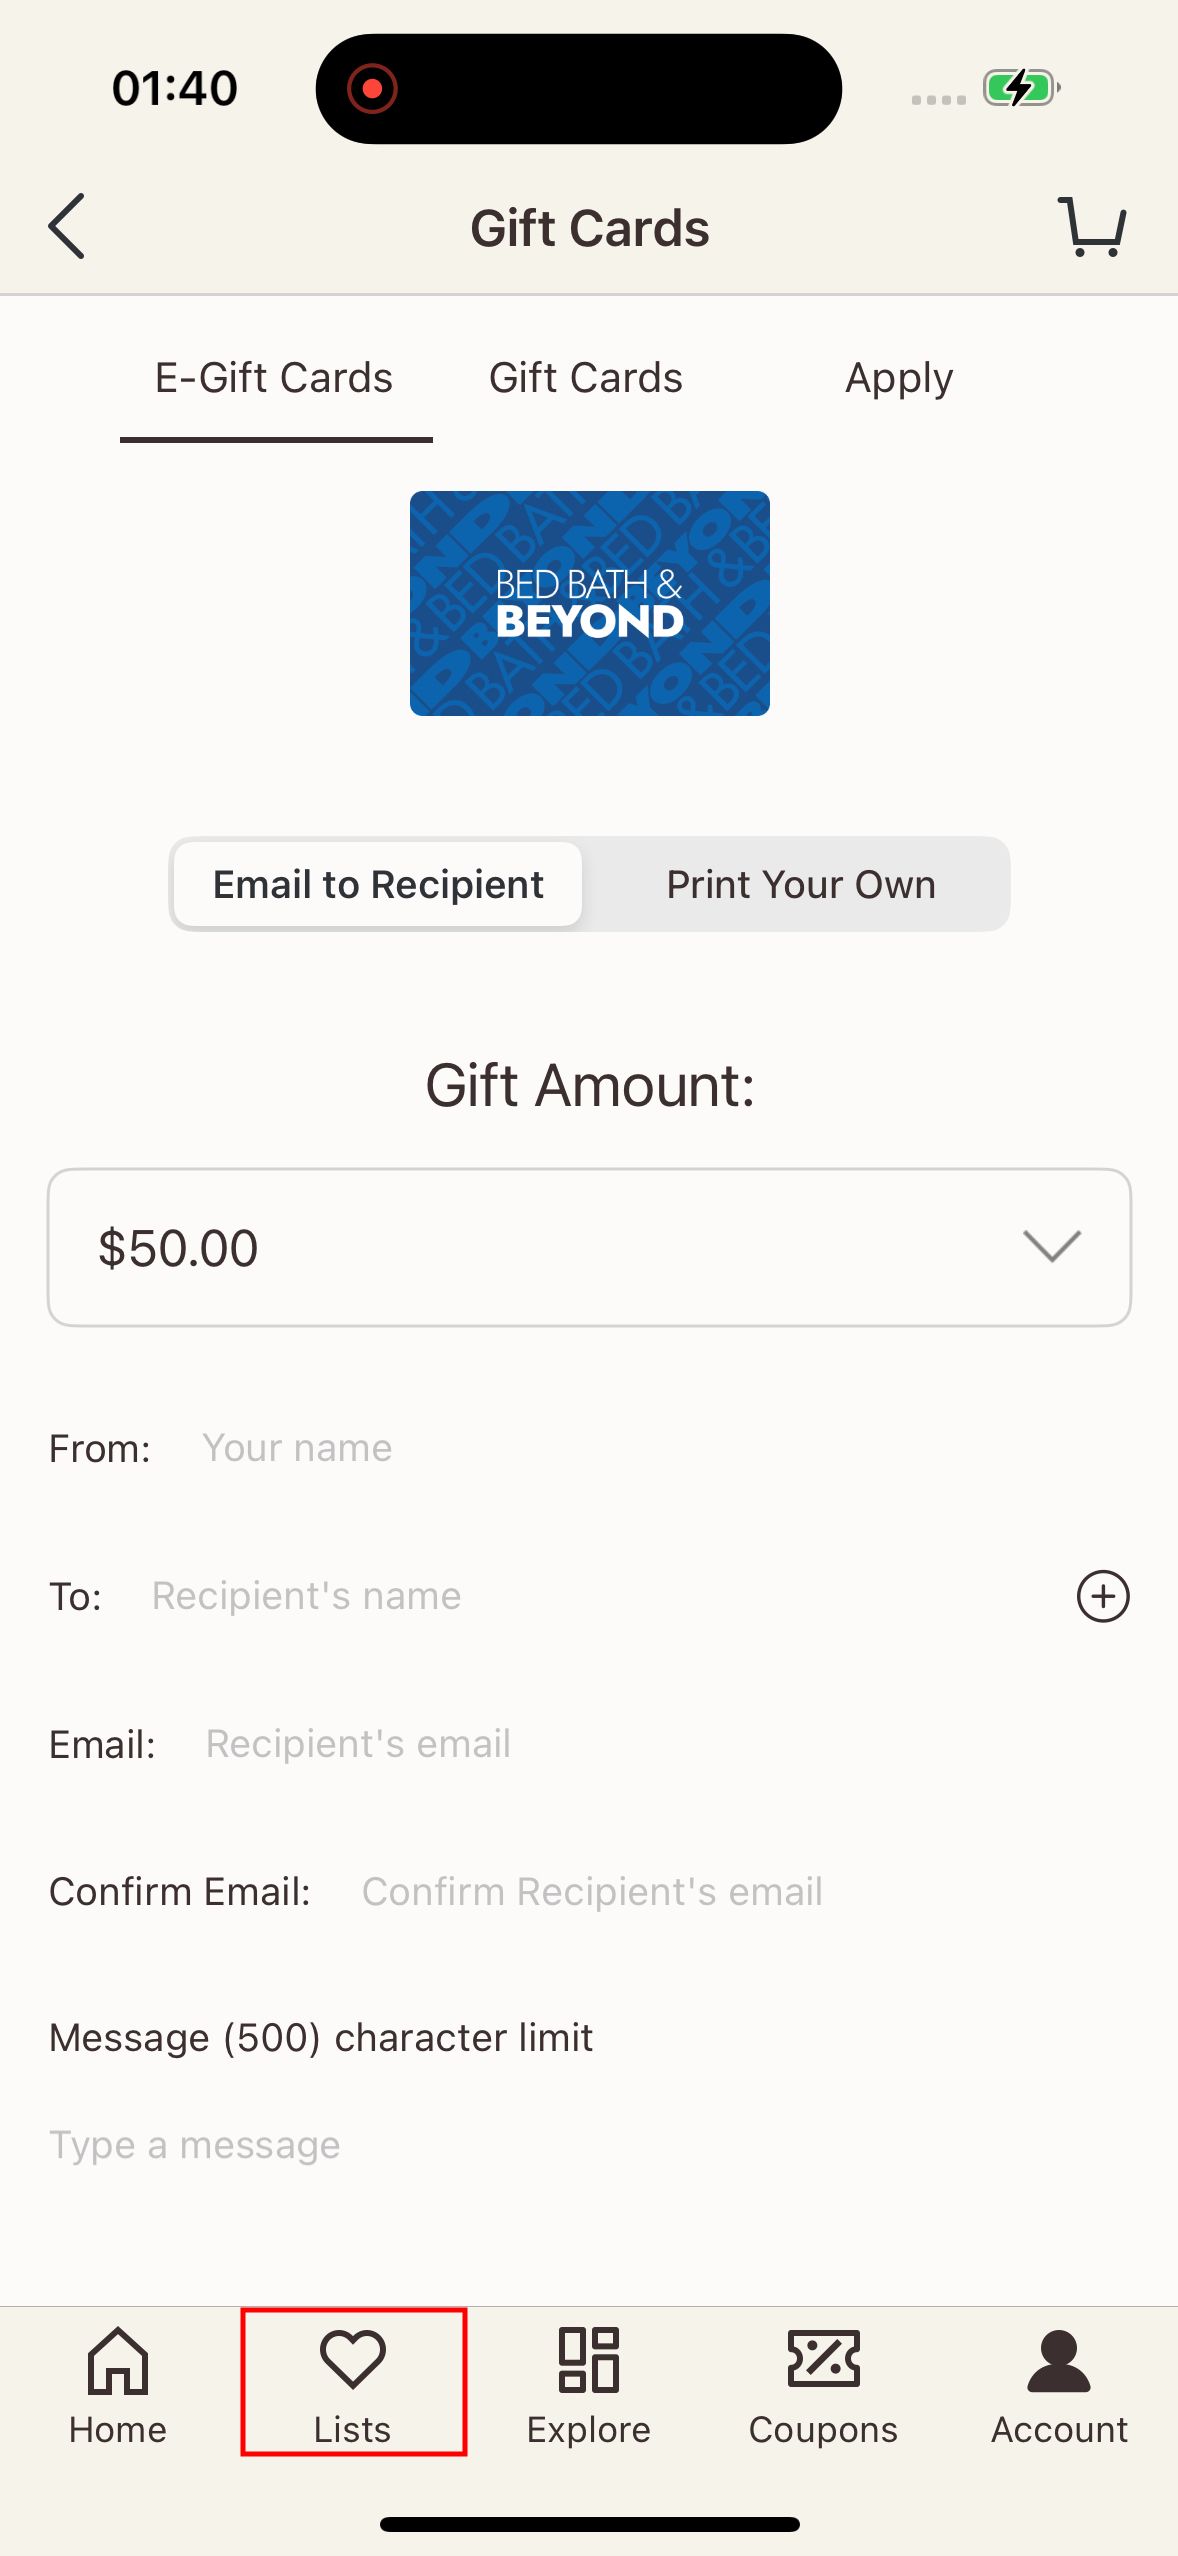 01:40
Gift Cards
E-Gift Cards
Gift Cards
Apply
BED BATH &
BEYOND
Email to Recipient
Print Your Own
Gift Amount:
$50.00
From: Your name
To: Recipient's name
Email: Recipient's email
Confirm Email: Confirm Recipient's email
Message (500) character limit
Type a message
Home
Lists
Explore
Coupons
Account